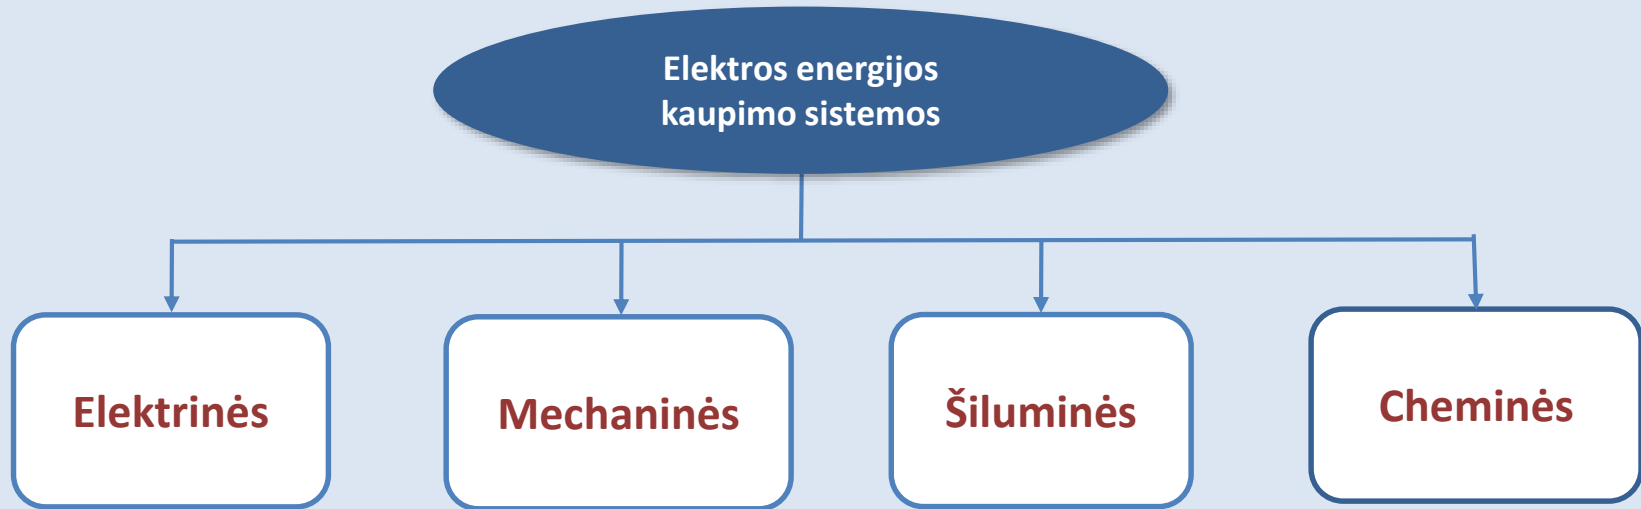 Elektros energijos
kaupimo sistemos
Elektrinės
Mechaninės
Šiluminės
Cheminės